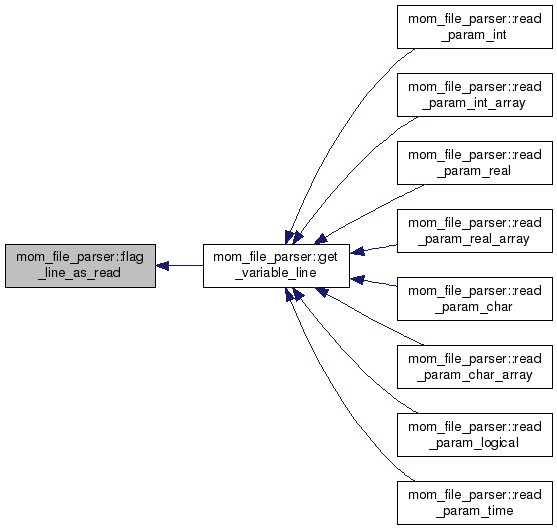 mom_file_parser::flag
_line_as_read
mom_file_parser::get
_variable_line
mom_file_parser::read
_param_int
mom_file_parser::read
_param_int_array
mom_file_parser::read
_param_real
mom_file_parser::read
_param_real_array
mom_file_parser::read
_param_char
mom_file_parser::read
_param_char_array
mom_file_parser::read
_param_logical
mom_file_parser::read
_param_time